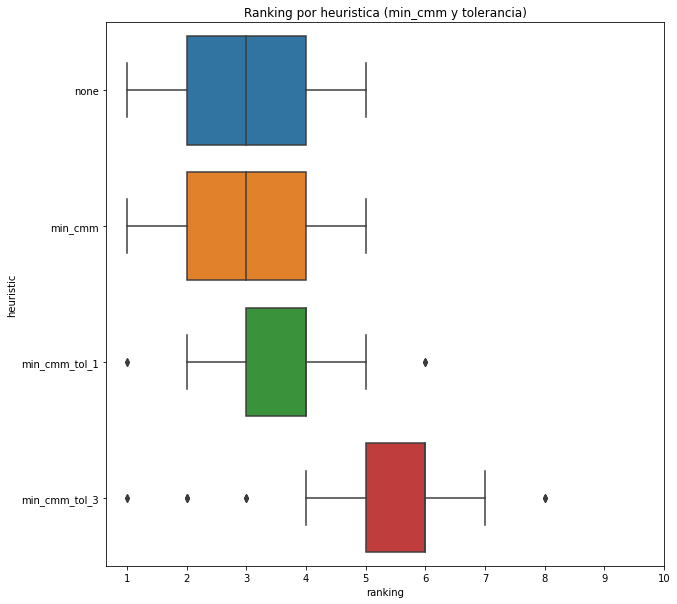 Ranking por heuristica (min_cmm y tolerancia)
heuristic
none
min_cmm
min_cmm_tol_1
min_cmm_tol_3
1 2 3 4 5 6 7 8 9 10
ranking